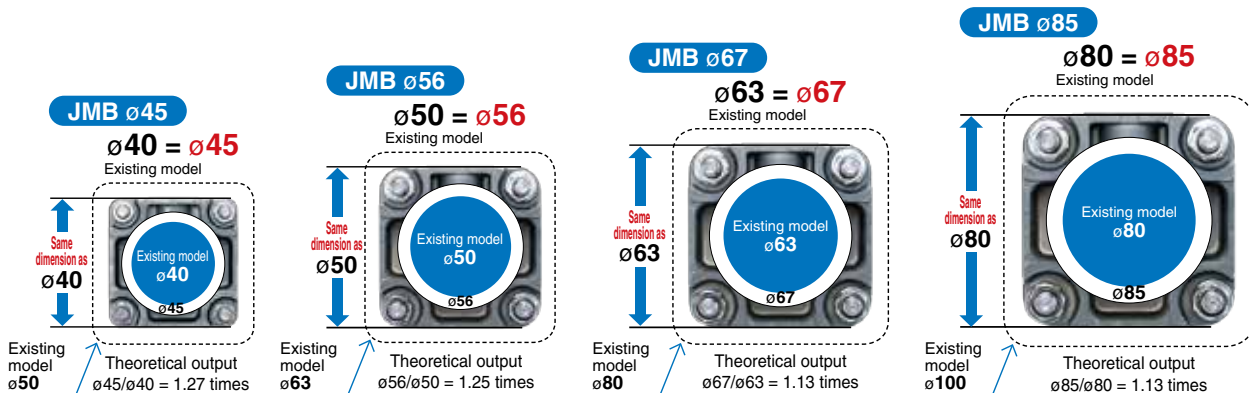 JMB ø45
ø40 = ø45
Existing model
Same
dimension as
ø40
Existing model
ø40
ø45
Existing
model
ø50
Theoretical output
ø45/ø40 = 1.27 times
JMB ø56
ø50 = ø56
Existing model
Same
dimension as
ø50
Existing model
ø50
ø56
Existing
model
ø63
Theoretical output
ø56/ø50 = 1.25 times
JMB ø67
ø63 = ø67
Existing model
Same
dimension as
ø63
Existing model
ø63
ø67
Existing
model
ø80
Theoretical output
ø67/ø63 = 1.13 times
JMB ø85
ø80 = ø85
Existing model
Same
dimension as
ø80
Existing model
ø80
ø85
Existing
model
ø100
Theoretical output
ø85/ø80 = 1.13 times